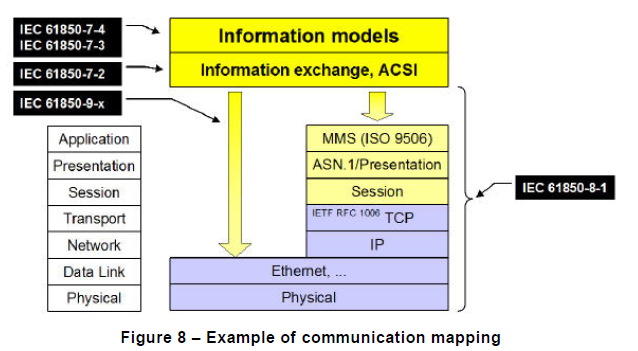 IEC 61850-7-4
IEC 61850-7-3
IEC 61850-7-2
IEC 61850-9-x
Information models
Information exchange, ACSI
Application
Presentation
Session
Transport
Network
Data Link
Physical
MMS (ISO 9506)
ASN.1/Presentation
Session
IETF RFC 1006 TCP
IP
Ethernet, ...
Physical
IEC 61850-8-1
Figure 8 – Example of communication mapping